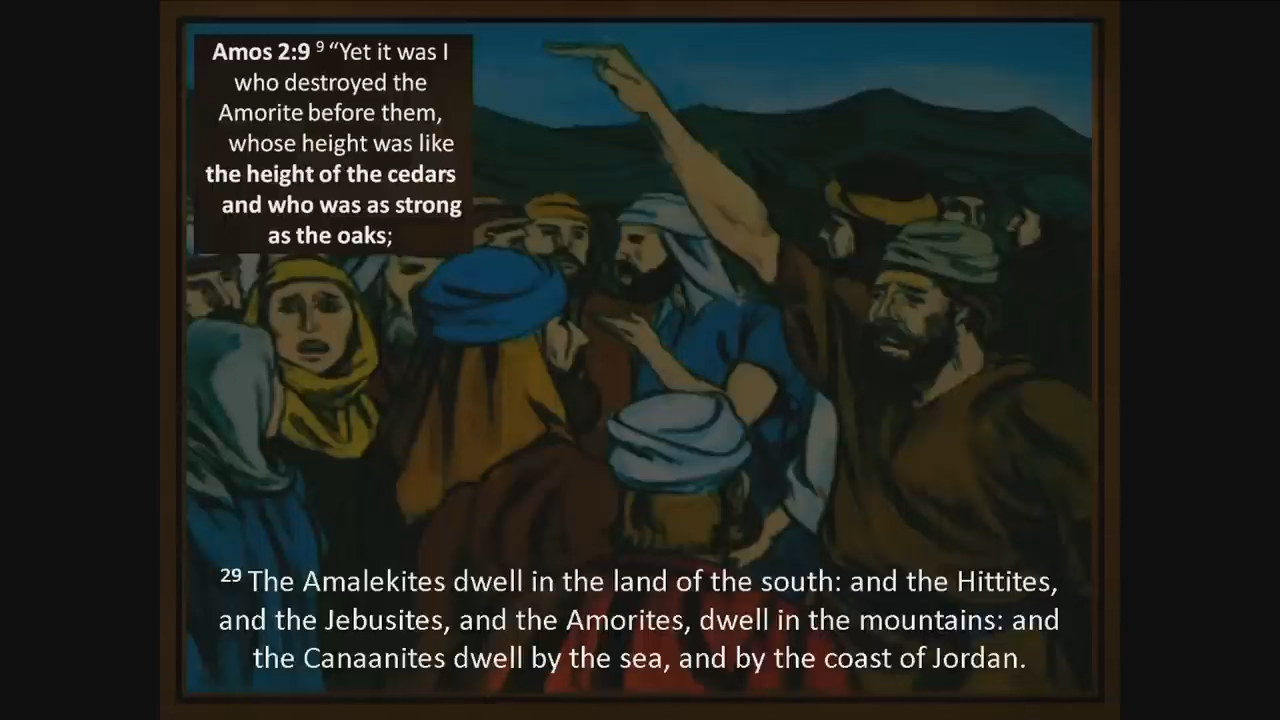 Amos 2:9 ⁹ “Yet it was I
who destroyed the
Amorite before them,
whose height was like
the height of the cedars
and who was as strong
as the oaks;
²⁹ The Amalekites dwell in the land of the south: and the Hittites,
and the Jebusites, and the Amorites, dwell in the mountains: and
the Canaanites dwell by the sea, and by the coast of Jordan.